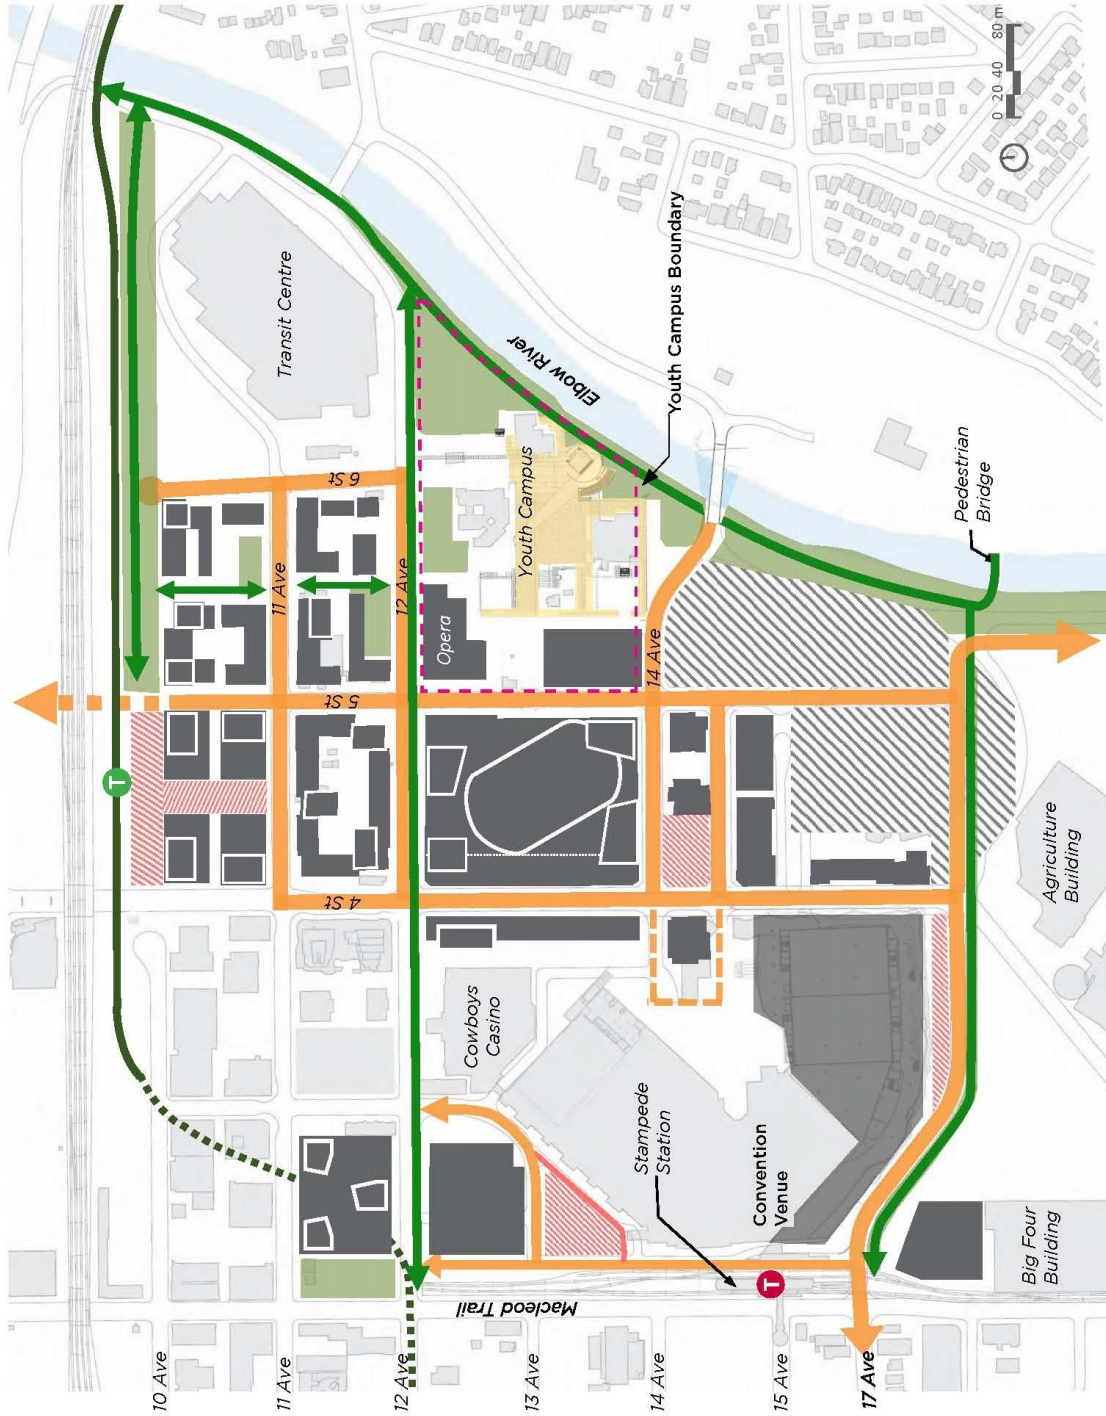 10 Ave
11 Ave
12 Ave
13 Ave
14 Ave
15 Ave
17 Ave
Macleod Trail
T
T
Stampede
Station
Convention
Venue
Big Four
Building
Cowboys
Casino
Agriculture
Building
4 St
5 St
6 St
11 Ave
12 Ave
14 Ave
Opera
Youth Campus
Transit Centre
Elbow River
Youth Campus Boundary
Pedestrian
Bridge
0 20 40 80 m